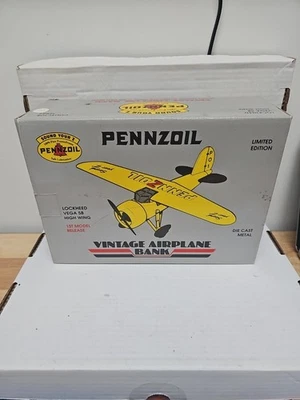 SOUND YOUR Z
PENNZOIL
PENNZOIL
LIMITED
EDITION
PENNZOIL
LOCKHEED
VEGA 5B
HIGH WING
1ST MODEL
RELEASE
VINTAGE AIRPLANE
BANK
DIE CAST
METAL